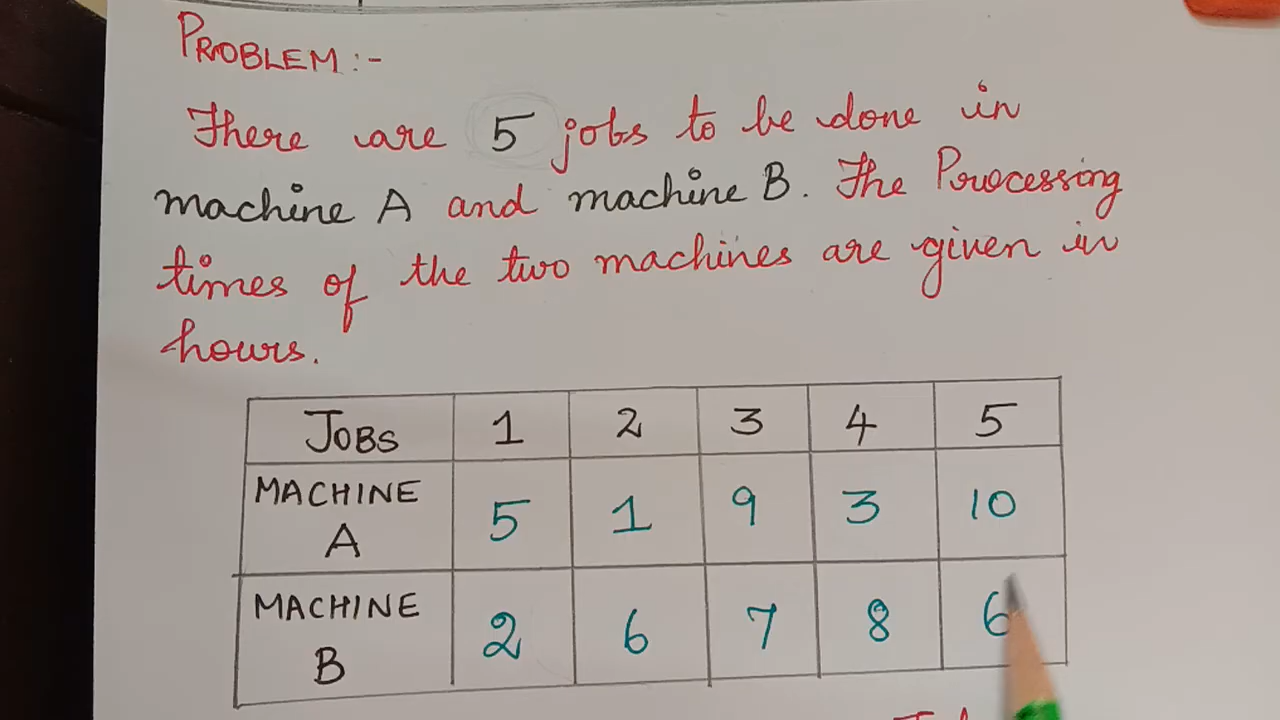 PROBLEM:-
There are 5 jobs to be done in
machine A and machine B. The Processing
times of the two machines are given in
hours.
JOBS 1 2 3 4 5
MACHINE A 5 1 9 3 10
MACHINE B 2 6 7 8 6